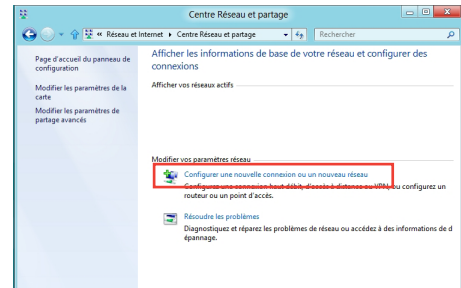 Centre Réseau et partage
« Réseau et Internet ▸ Centre Réseau et partage
Rechercher
Page d'accueil du panneau de
configuration
Modifier les paramètres de la
carte
Modifier les paramètres de
partage avancés
Afficher les informations de base de votre réseau et configurer des
connexions
Afficher vos réseaux actifs
Modifier vos paramètres réseau
Configurer une nouvelle connexion ou un nouveau réseau
Configurez une connexion haut débit, d'accès à distance ou VPN, ou configurez un
routeur ou un point d'accès.
Résoudre les problèmes
Diagnostiquez et réparez les problèmes de réseau ou accédez à des informations de d
épannage.